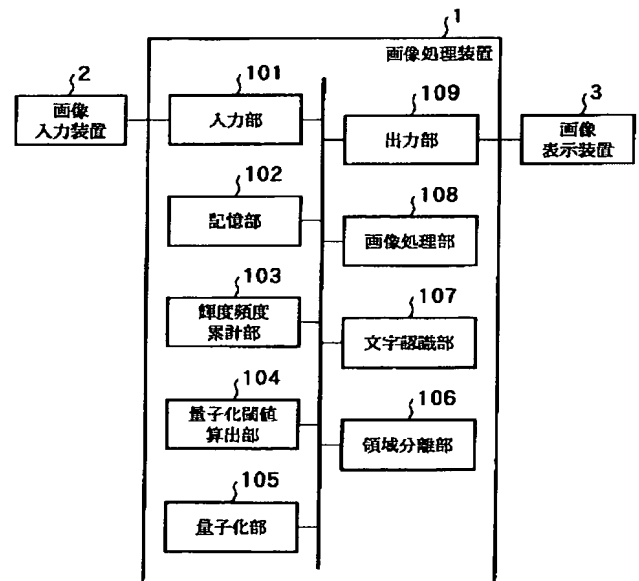 1
画像処理装置
2
画像
入力装置
101
入力部
109
出力部
3
画像
表示装置
102
記憶部
108
画像処理部
103
輝度頻度
累計部
107
文字認識部
104
量子化閾値
算出部
106
領域分離部
105
量子化部